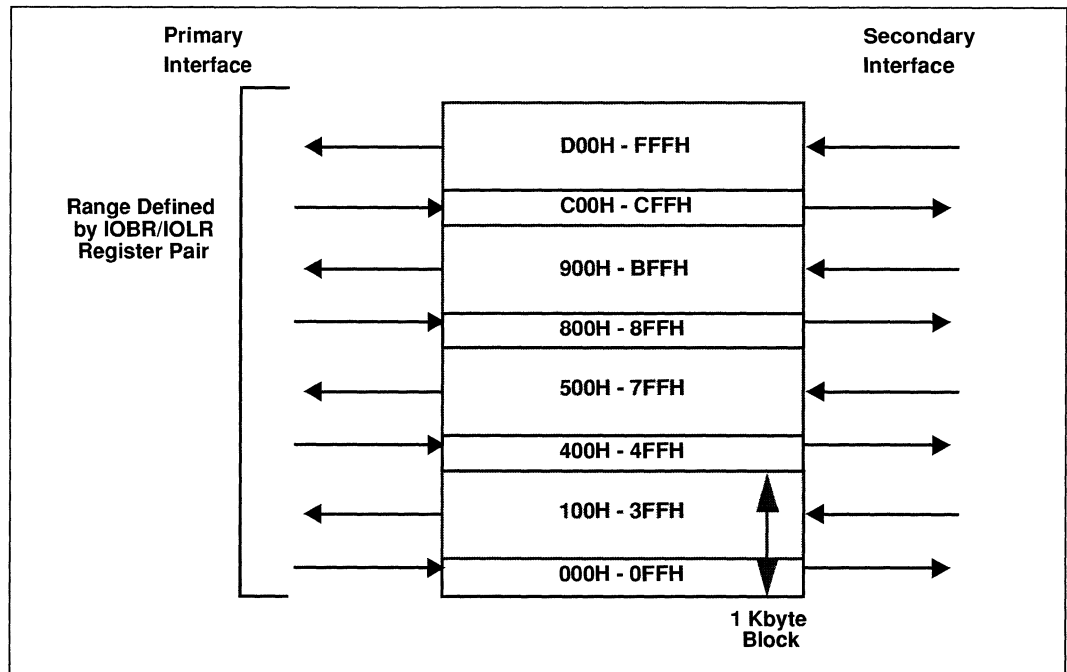 Primary
Interface
Secondary
Interface
Range Defined
by IOBR/IOLR
Register Pair
D00H - FFFH
C00H - CFFH
900H - BFFH
800H - 8FFH
500H - 7FFH
400H - 4FFH
100H - 3FFH
000H - 0FFH
1 Kbyte
Block